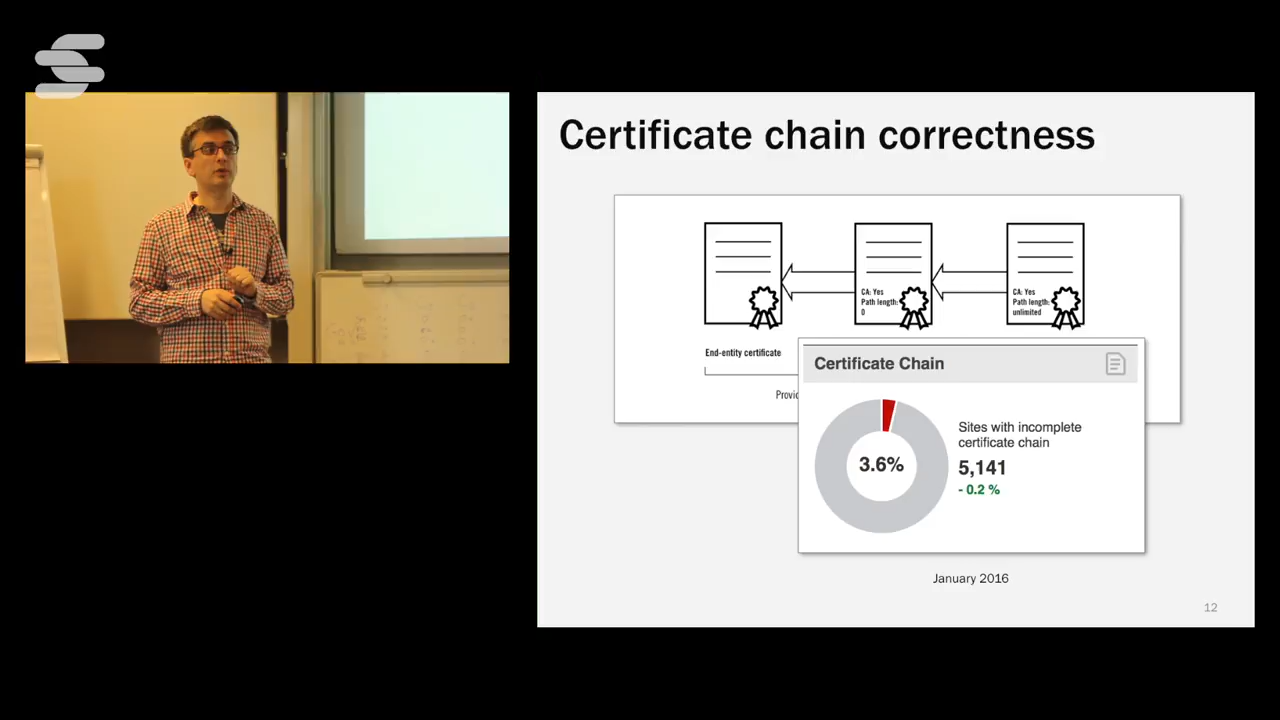 Certificate chain correctness
CA: Yes
Path length:
0
CA: Yes
Path length:
unlimited
End-entity certificate
Certificate Chain
3.6%
Sites with incomplete
certificate chain
5,141
- 0.2 %
January 2016
12